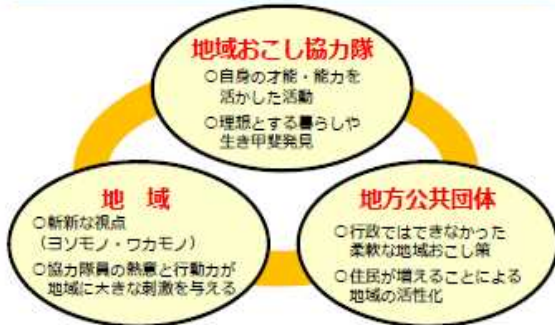 地域おこし協力隊
○自身の才能・能力を
活かした活動
○理想とする暮らしや
生き甲斐発見
地 域
○斬新な視点
（ヨソモノ・ワカモノ）
○協力隊員の熱意と行動力が
地域に大きな刺激を与える
地方公共団体
○行政ではできなかった
柔軟な地域おこし策
○住民が増えることによる
地域の活性化